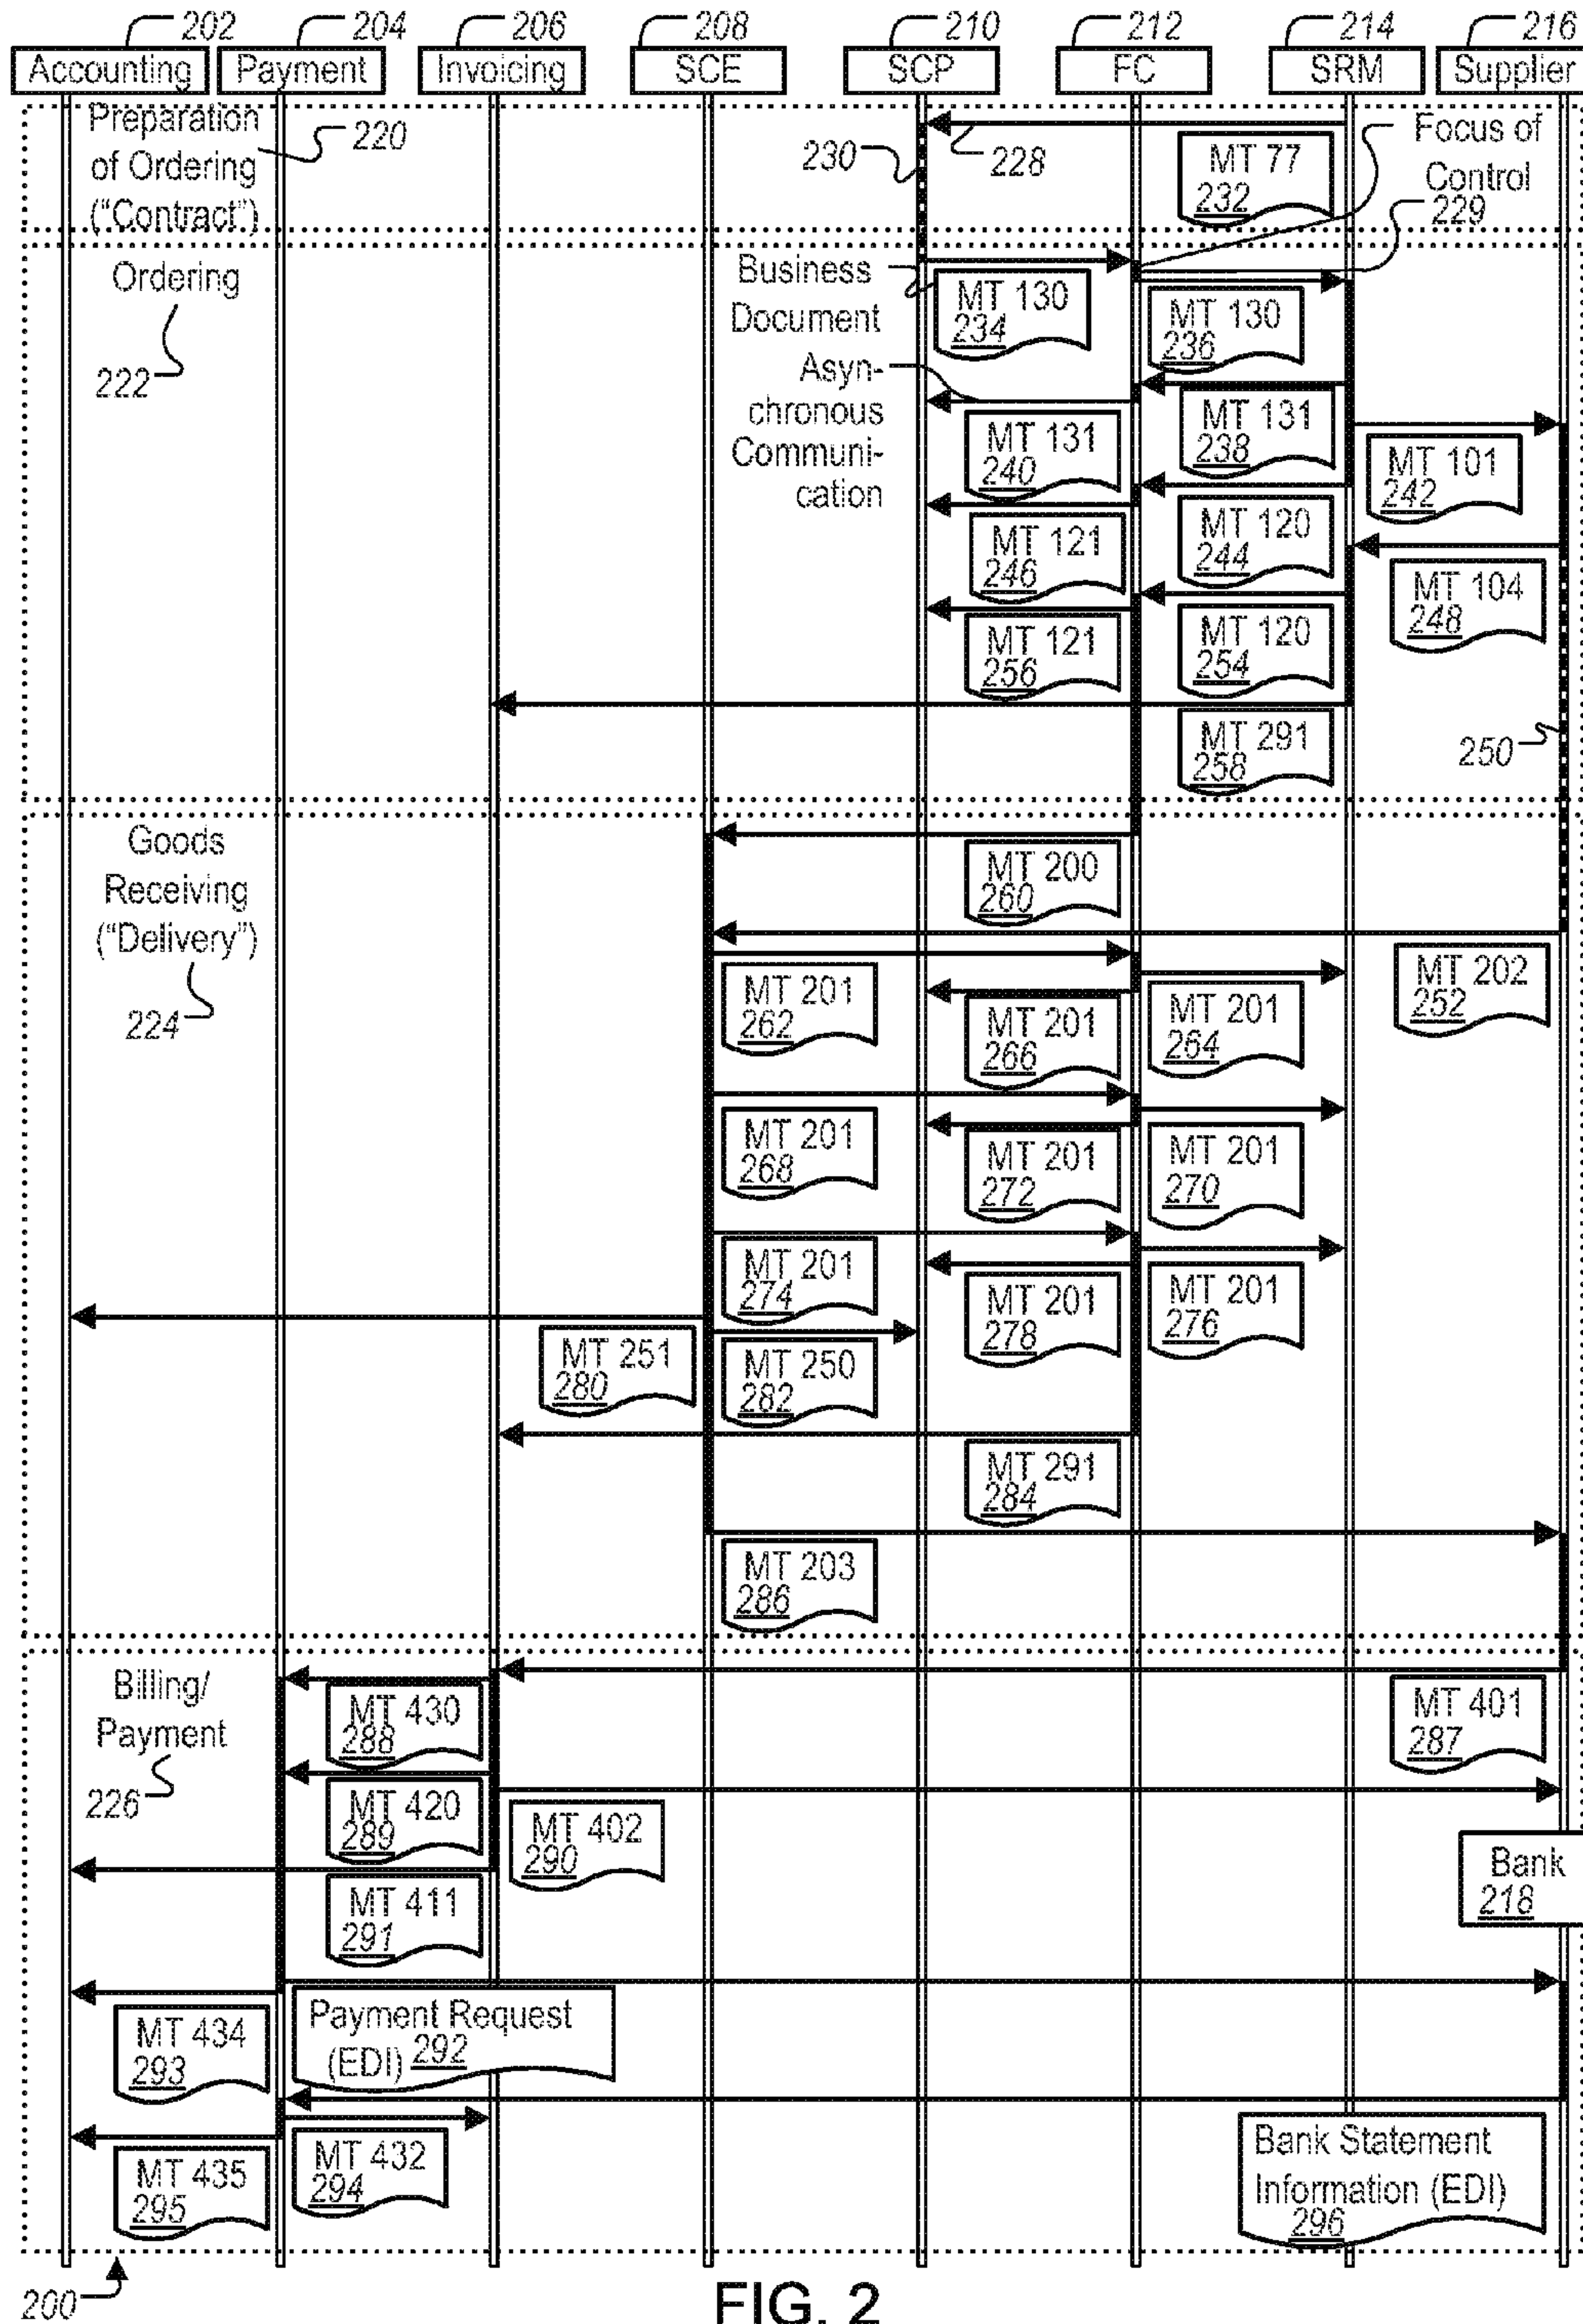 202 204 206 208 210 212 214 216
Accounting Payment Invoicing SCE SCP FC SRM Supplier
Preparation
of Ordering
("Contract")
220
230
228
MT 77
232
Focus of
Control
229
Ordering
222
Business
Document
MT 130
234
MT 130
236
Asyn-
chronous
Communi-
cation
MT 131
240
MT 131
238
MT 101
242
MT 121
246
MT 120
244
MT 104
248
MT 121
256
MT 120
254
MT 291
258
250
Goods
Receiving
("Delivery")
224
MT 200
260
MT 202
252
MT 201
262
MT 201
266
MT 201
264
MT 201
268
MT 201
272
MT 201
270
MT 201
274
MT 201
278
MT 201
276
MT 251
280
MT 250
282
MT 291
284
MT 203
286
Billing/
Payment
226
MT 430
288
MT 401
287
MT 420
289
MT 402
290
MT 411
291
Bank
218
Payment Request
(EDI) 292
MT 434
293
MT 435
295
MT 432
294
Bank Statement
Information (EDI)
296
200
FIG. 2